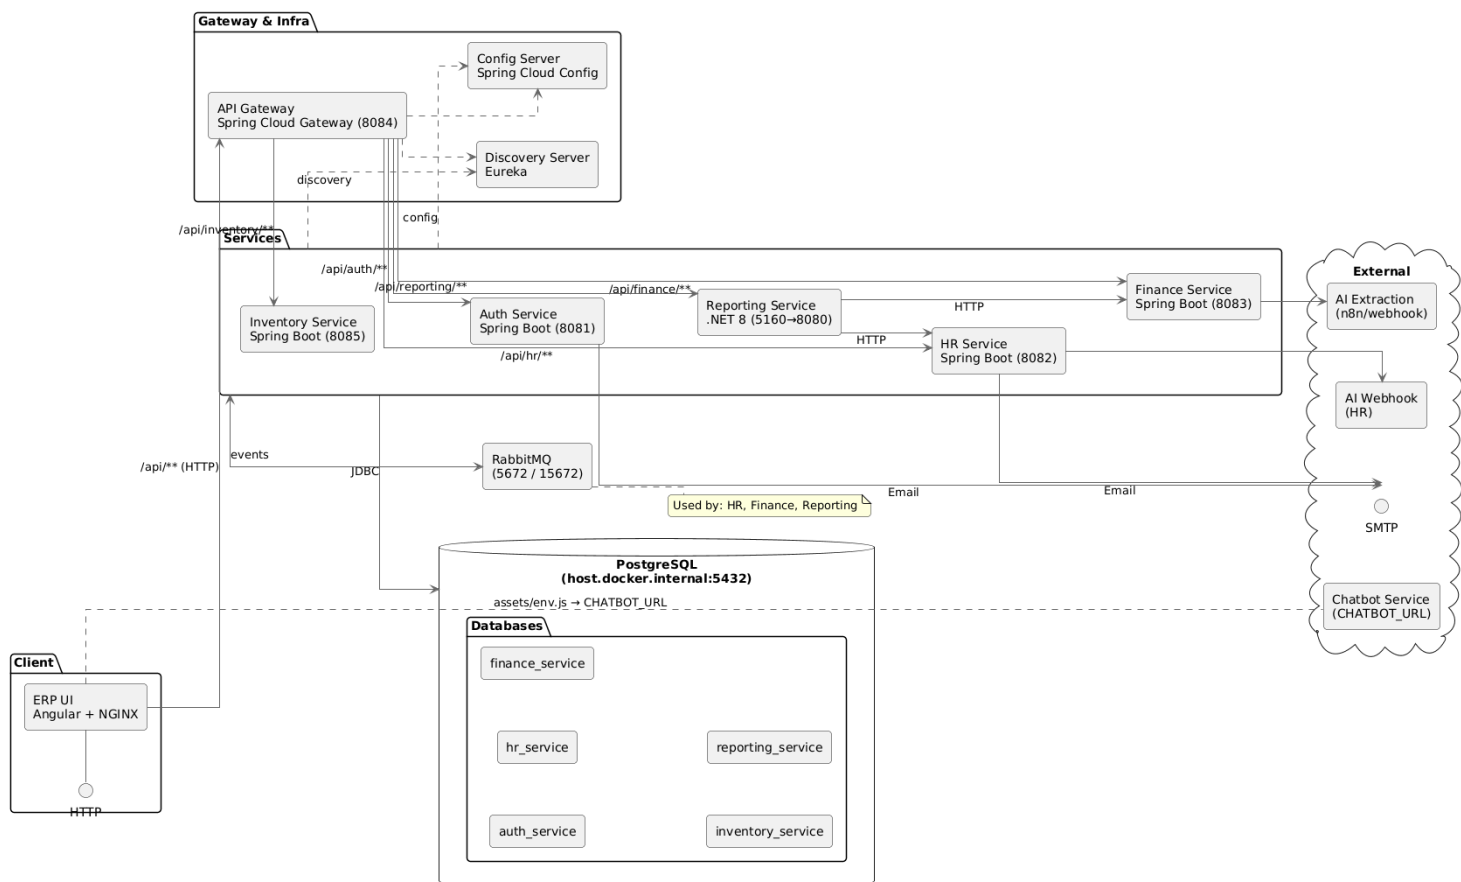 Gateway & Infra
Config Server
Spring Cloud Config
API Gateway
Spring Cloud Gateway (8084)
Discovery Server
Eureka
discovery
config
/api/inventory/**
Services
/api/auth/**
/api/reporting/**
/api/finance/**
/api/hr/**
Inventory Service
Spring Boot (8085)
Auth Service
Spring Boot (8081)
Reporting Service
.NET 8 (5160→8080)
HTTP
HTTP
HR Service
Spring Boot (8082)
Finance Service
Spring Boot (8083)
External
AI Extraction
(n8n/webhook)
AI Webhook
(HR)
events
/api/** (HTTP)
JDBC
RabbitMQ
(5672 / 15672)
Used by: HR, Finance, Reporting
Email
Email
SMTP
PostgreSQL
(host.docker.internal:5432)
assets/env.js → CHATBOT_URL
Chatbot Service
(CHATBOT_URL)
Databases
finance_service
hr_service
reporting_service
auth_service
inventory_service
Client
ERP UI
Angular + NGINX
HTTP